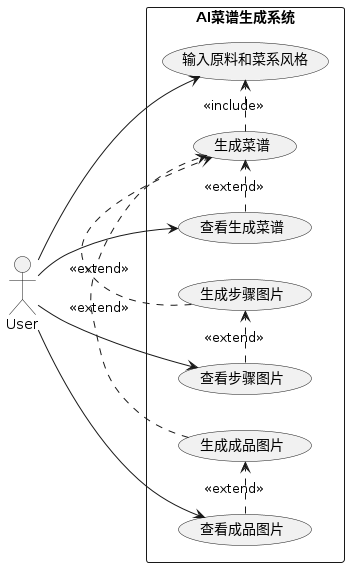 AI菜谱生成系统
输入原料和菜系风格
«include»
生成菜谱
«extend»
查看生成菜谱
«extend»
生成步骤图片
«extend»
«extend»
User
查看步骤图片
生成成品图片
«extend»
查看成品图片